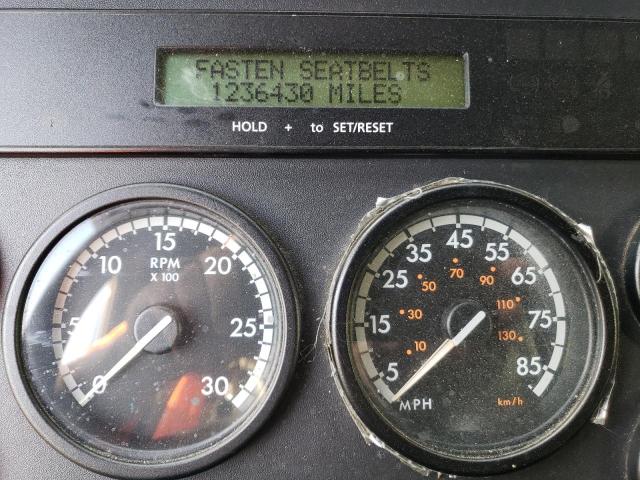 FASTEN SEATBELTS
1236430 MILES
HOLD + to SET/RESET
0 5 10 15 20 25 30
RPM
X 100
5 15 25 35 45 55 65 75 85
10 30 50 70 90 110 130
MPH
km/h